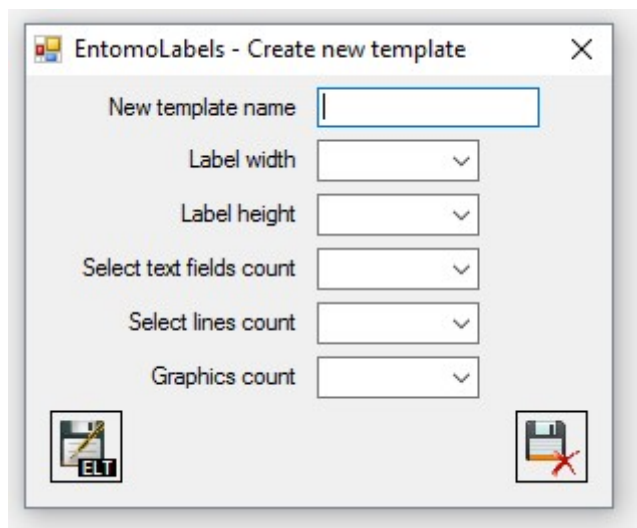 EntomoLabels - Create new template
New template name
Label width
Label height
Select text fields count
Select lines count
Graphics count
ELT